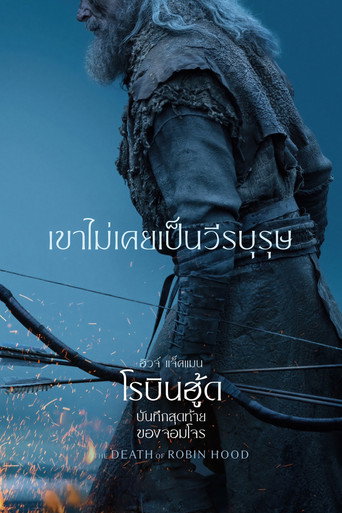 เขาไม่เคยเป็นวีรบุรุษ
ฮิวจ์ แจ็คแมน
โรบินฮู้ด
บันทึกสุดท้าย
ของจอมโจร
THE DEATH OF ROBIN HOOD